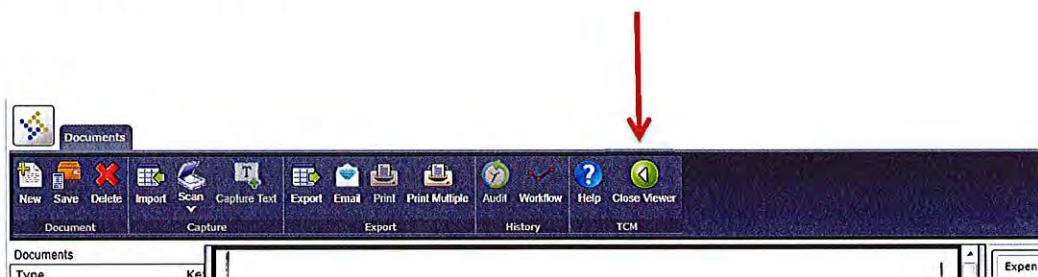 Documents
New Save Delete Import Scan Capture Text Export Email Print Print Multiple Audit Workflow Help Close Viewer
Document Capture Export History TCM
Documents
Type Ke
Expen